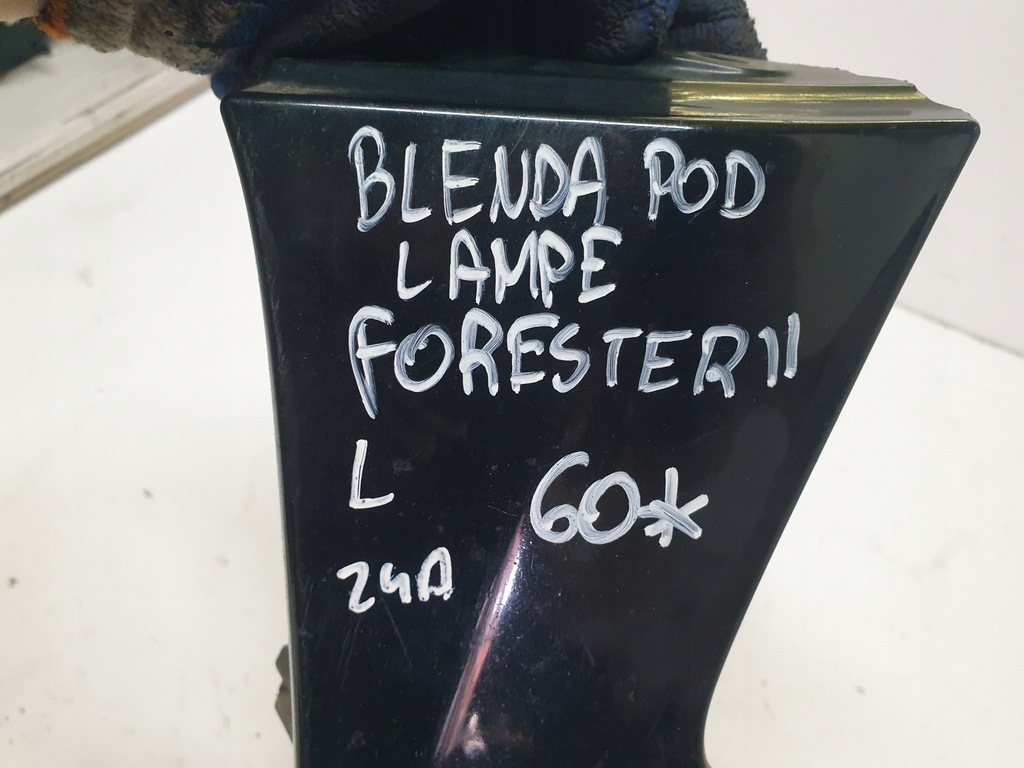 BLENDA POD
LAMPE
FORESTER II
L
60*
24A